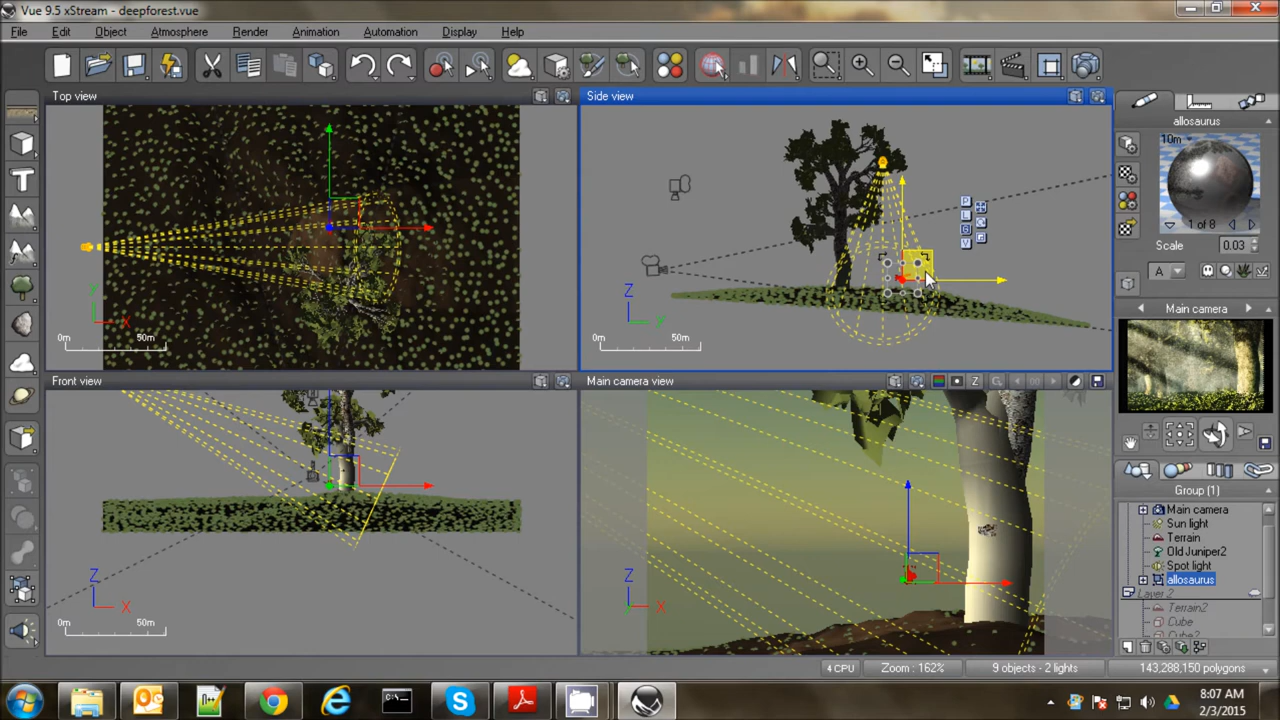 Vue 9.5 xStream - deepforest.vue
File Edit Object Atmosphere Render Animation Automation Display Help
Top view
Side view
allosaurus
10m
1 of 8
Scale 0.03
A
P
L
G
V
Z
Y
0m 50m
Y
X
0m 50m
Main camera
Front view
Main camera view
Z
00
Z
X
0m 50m
Z
X
Group [1]
Main camera
Sun light
Terrain
Old Juniper2
Spot light
allosaurus
Layer 2
Terrain2
Cube
Cube2
4 CPU
Zoom : 162%
9 objects - 2 lights
143,288,150 polygons
8:07 AM
2/3/2015